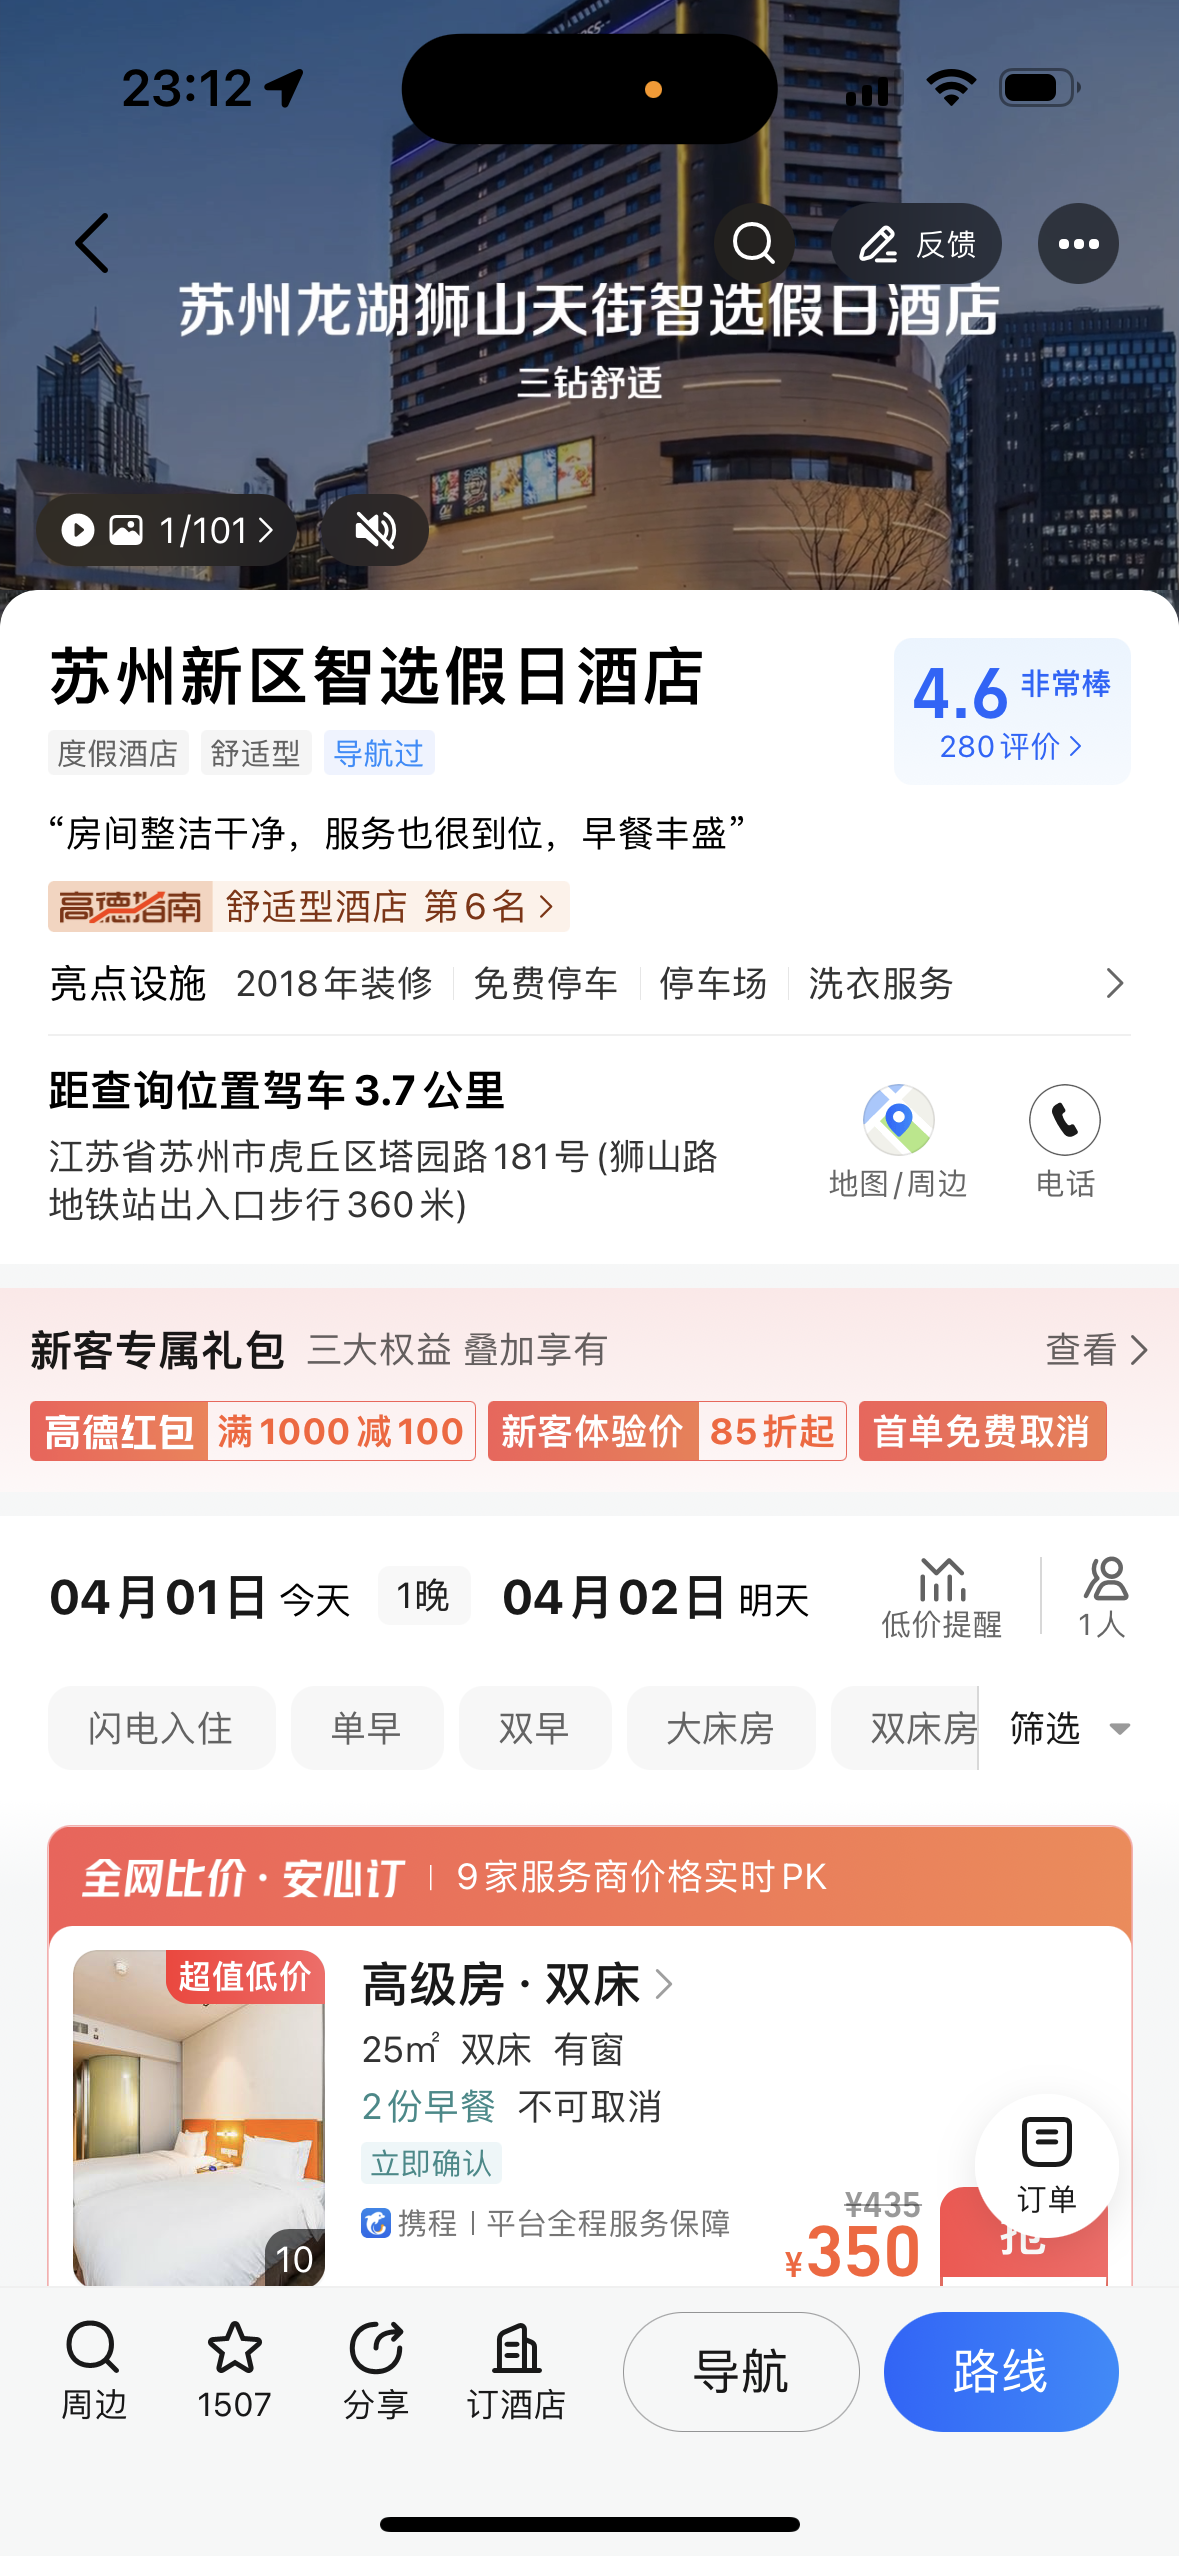 23:12
反馈
苏州龙湖狮山天街智选假日酒店
三钻舒适
1/101
苏州新区智选假日酒店
4.6 非常棒
280评价
度假酒店 舒适型 导航过
“房间整洁干净，服务也很到位，早餐丰盛”
高德指南 舒适型酒店 第6名
亮点设施 2018年装修 免费停车 停车场 洗衣服务
距查询位置驾车3.7公里
江苏省苏州市虎丘区塔园路181号(狮山路
地铁站出入口步行360米)
地图/周边 电话
新客专属礼包 三大权益 叠加享有 查看
高德红包 满1000减100 新客体验价 85折起 首单免费取消
04月01日 今天 1晚 04月02日 明天
低价提醒 1人
闪电入住 单早 双早 大床房 双床房 筛选
全网比价·安心订 9家服务商价格实时PK
超值低价
高级房·双床
25㎡ 双床 有窗
2份早餐 不可取消
立即确认
携程 平台全程服务保障
¥435
¥350
抢
订单
10
周边 1507 分享 订酒店 导航 路线